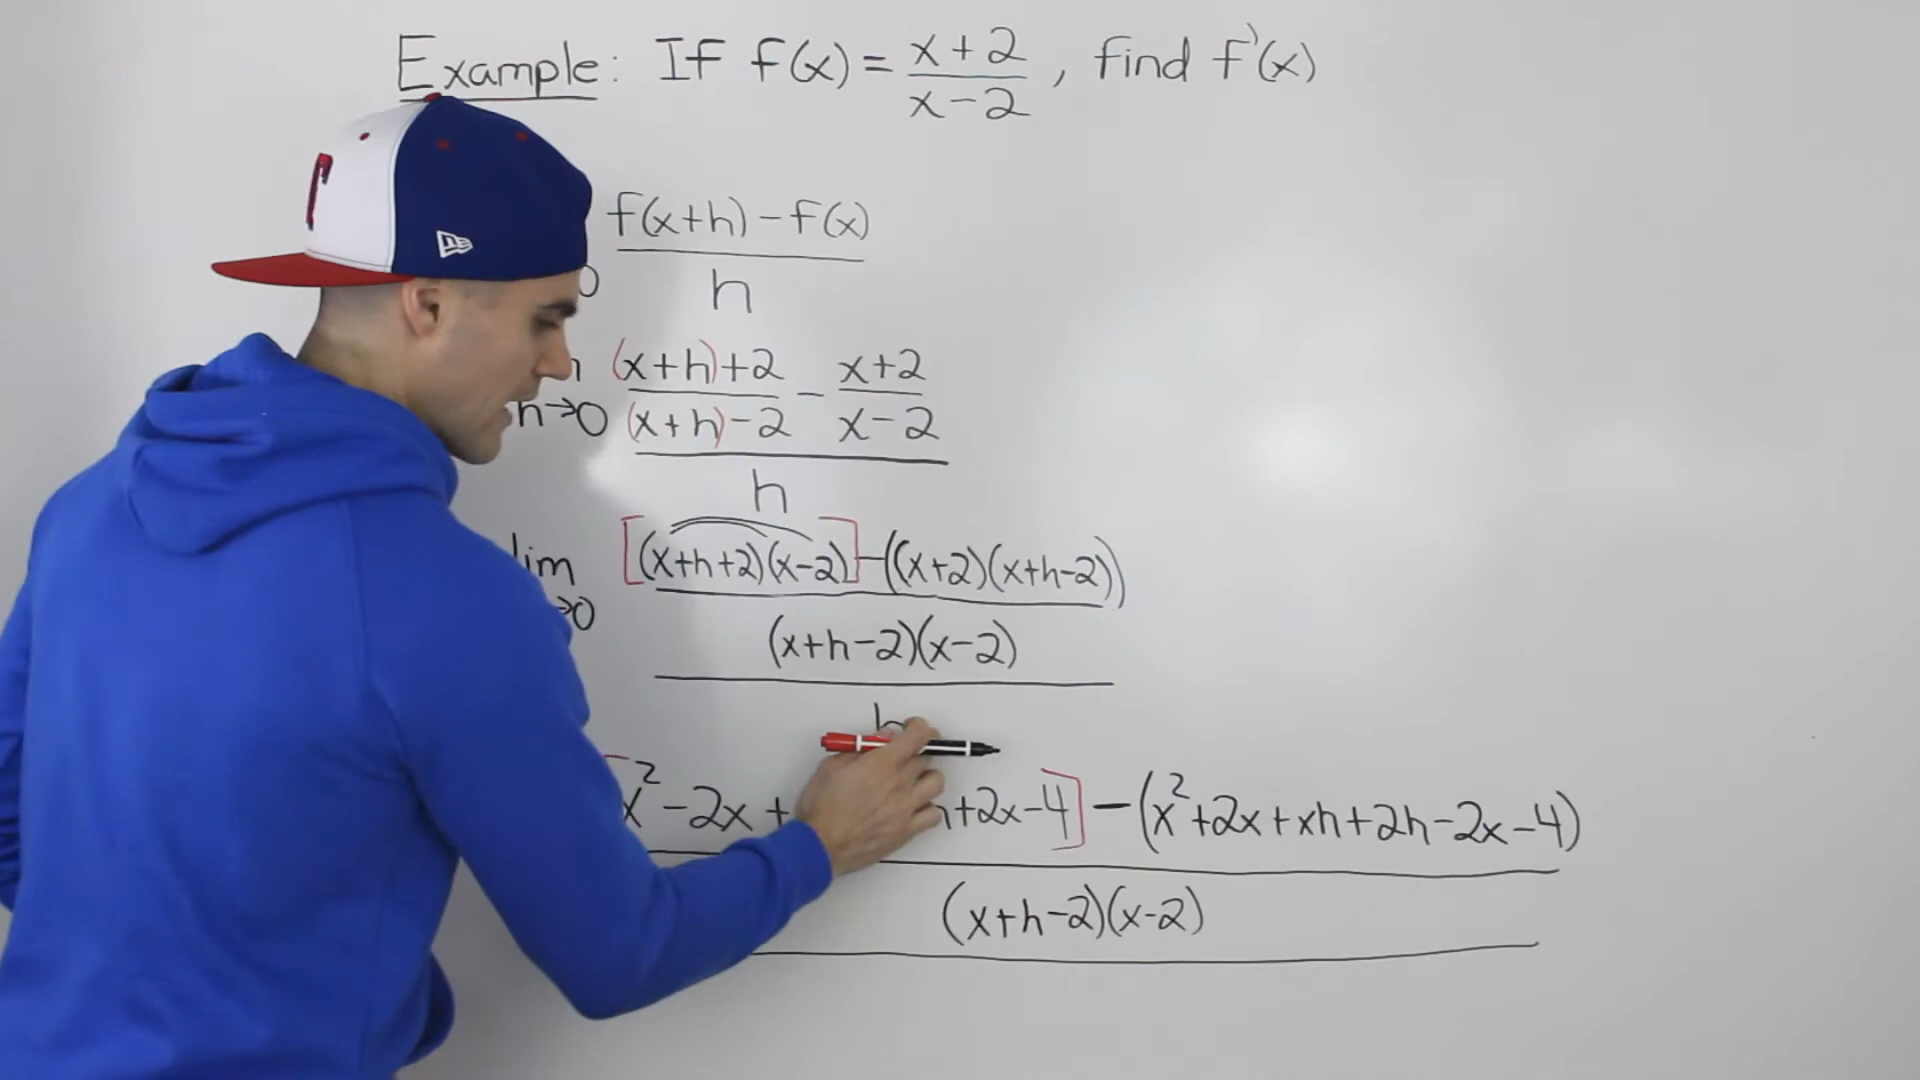 Example: If f(x) = x+2 / x-2 , find f'(x)
f(x+h) - f(x)
h
(x+h)+2 / (x+h)-2 - x+2 / x-2
h→0
h
lim [(x+h+2)(x-2)] - ((x+2)(x+h-2))
→0
(x+h-2)(x-2)
h
x² - 2x + +2x-4] - (x²+2x+xh+2h-2x-4)
(x+h-2)(x-2)